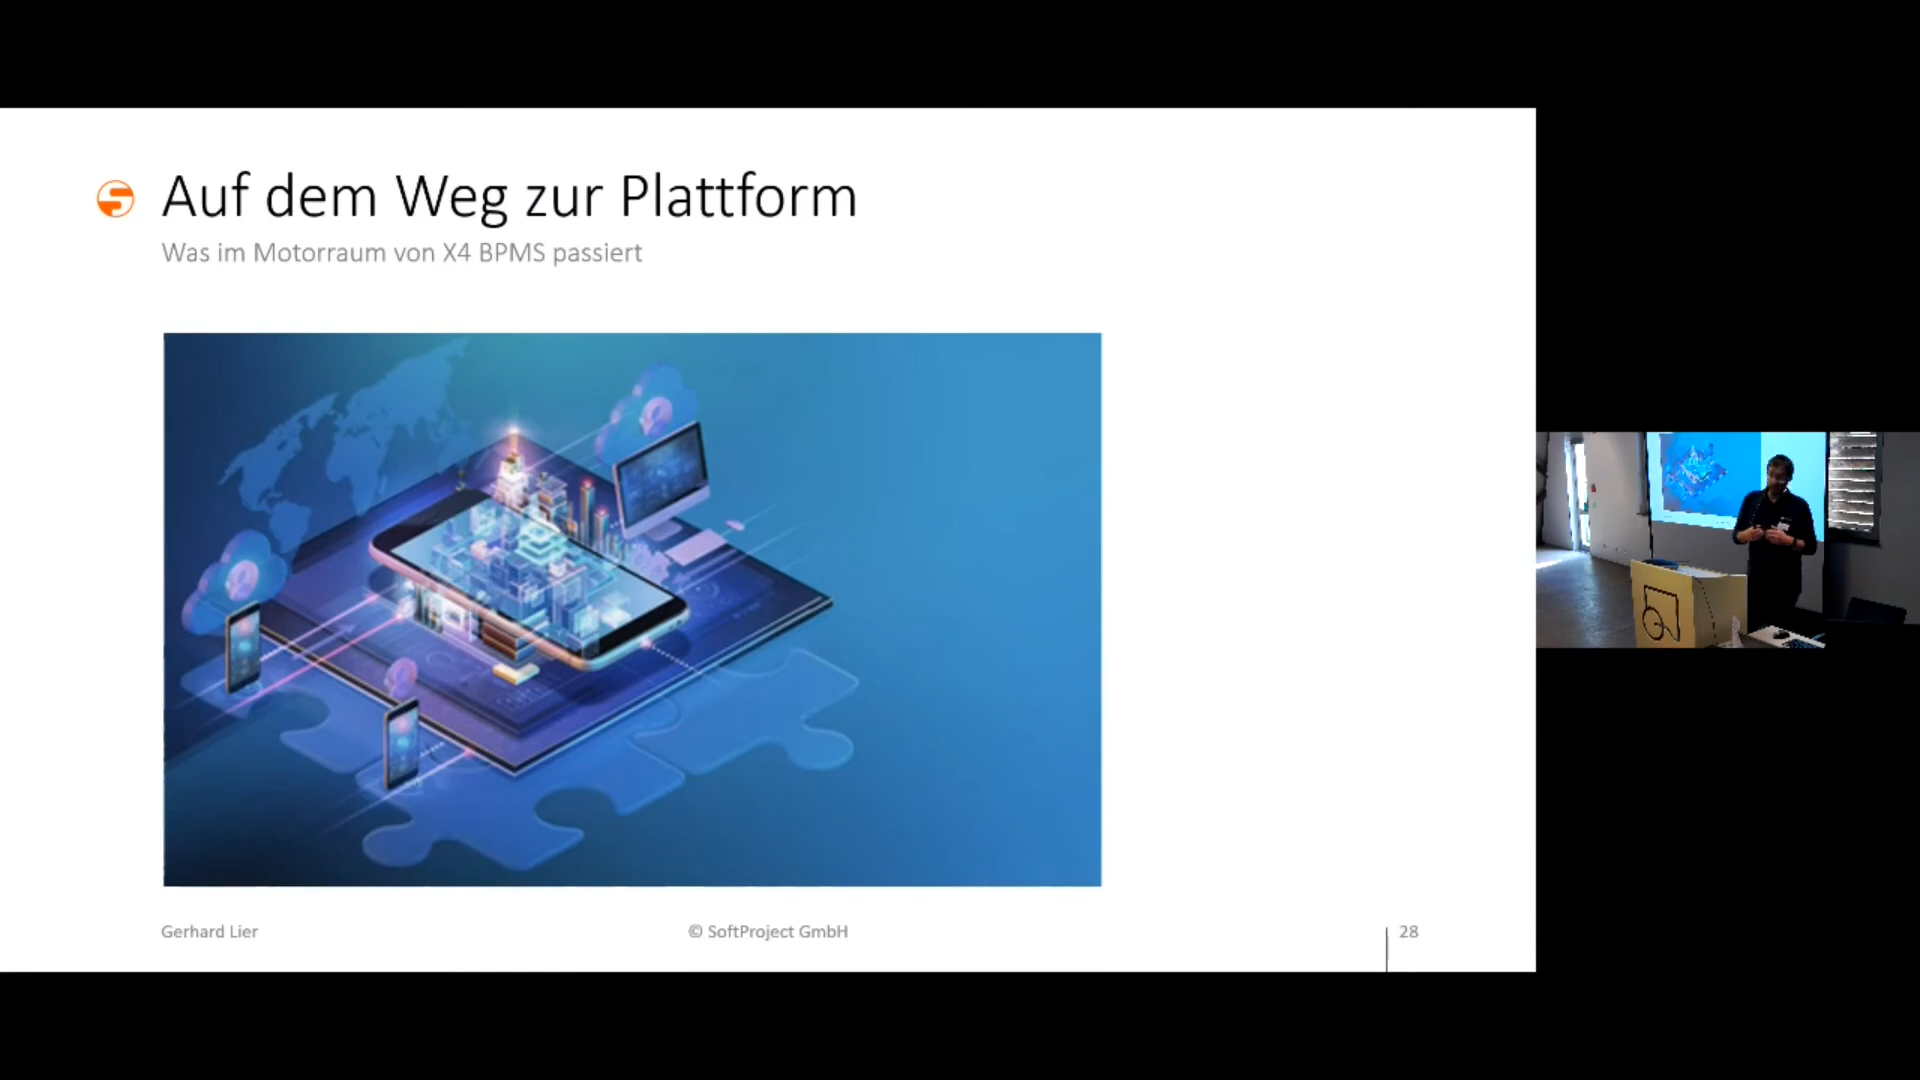 Auf dem Weg zur Plattform
Was im Motorraum von X4 BPMS passiert
Gerhard Lier
© SoftProject GmbH
28